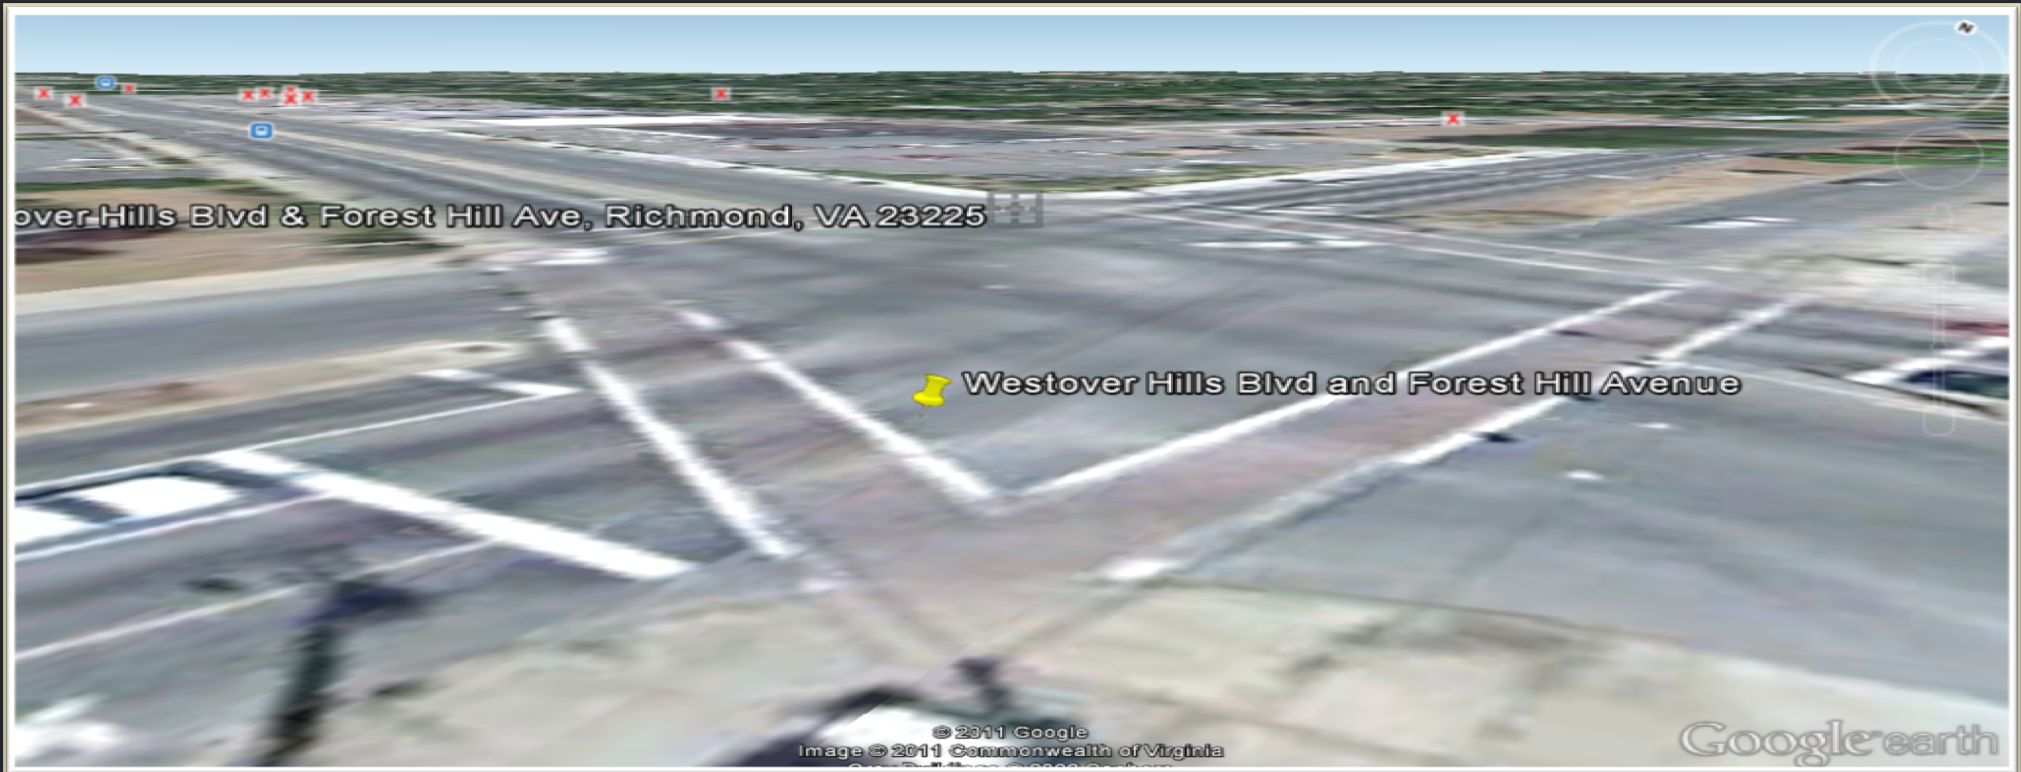 N
over Hills Blvd & Forest Hill Ave, Richmond, VA 23225
Westover Hills Blvd and Forest Hill Avenue
© 2011 Google
Image © 2011 Commonwealth of Virginia
Google earth